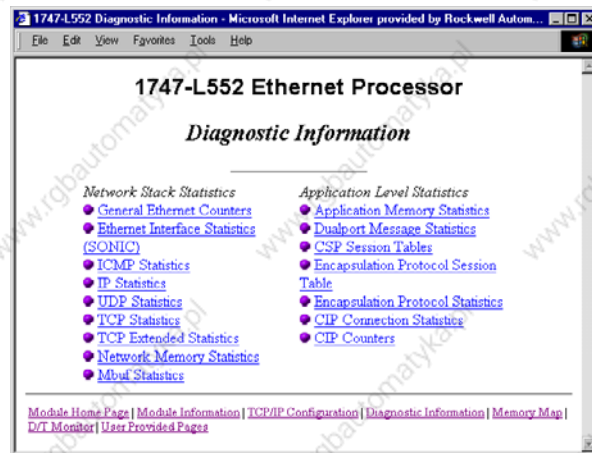 1747-L552 Diagnostic Information - Microsoft Internet Explorer provided by Rockwell Autom...
File Edit View Favorites Tools Help
1747-L552 Ethernet Processor
Diagnostic Information
Network Stack Statistics
General Ethernet Counters
Ethernet Interface Statistics
(SONIC)
ICMP Statistics
IP Statistics
UDP Statistics
TCP Statistics
TCP Extended Statistics
Network Memory Statistics
Mbuf Statistics
Application Level Statistics
Application Memory Statistics
Dualport Message Statistics
CSP Session Tables
Encapsulation Protocol Session
Table
Encapsulation Protocol Statistics
CIP Connection Statistics
CIP Counters
Module Home Page | Module Information | TCP/IP Configuration | Diagnostic Information | Memory Map |
D/T Monitor | User Provided Pages
www.rgbautomatyka.pl